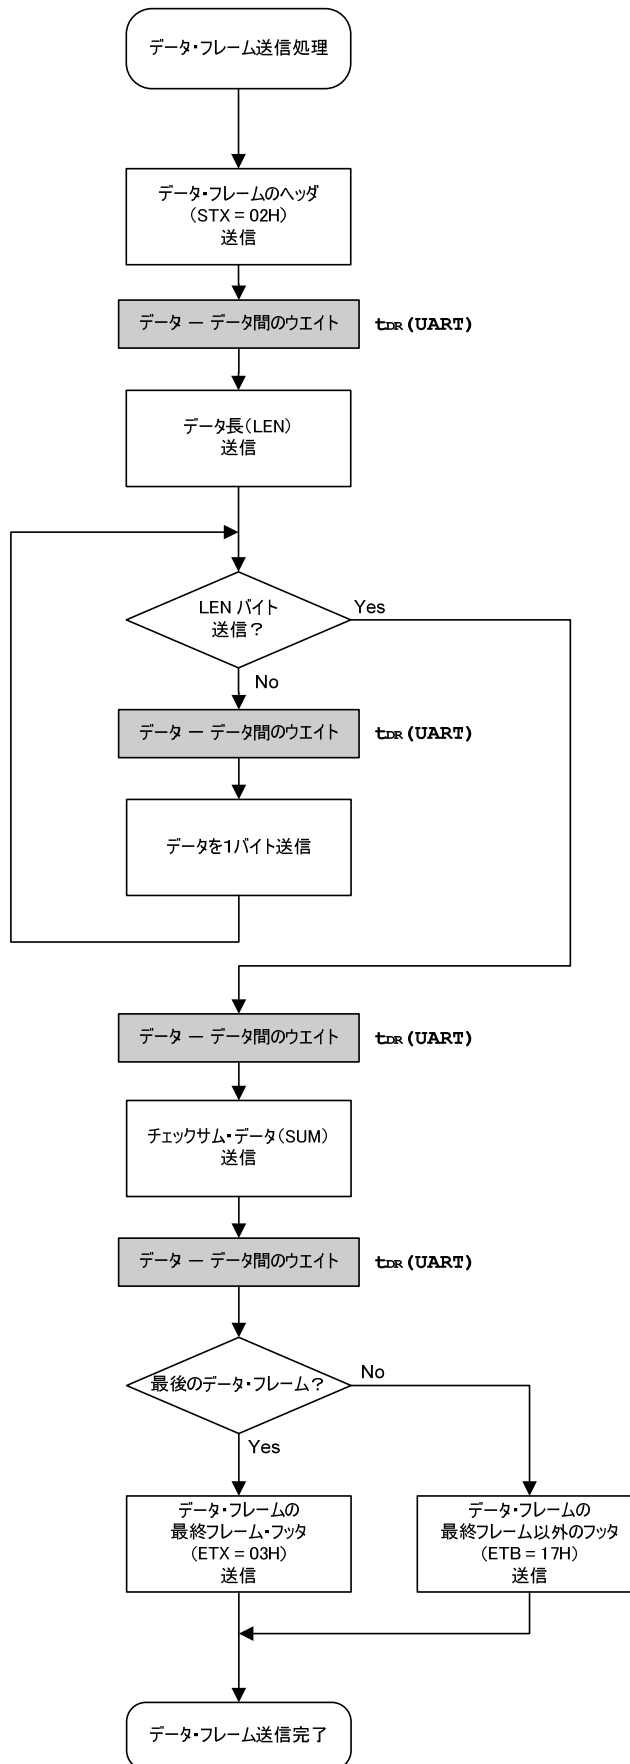 データ・フレーム送信処理
データ・フレームのヘッダ
(STX = 02H)
送信
データ ー データ間のウエイト
tDR(UART)
データ長(LEN)
送信
LEN バイト
送信？
Yes
No
データ ー データ間のウエイト
tDR(UART)
データを1バイト送信
データ ー データ間のウエイト
tDR(UART)
チェックサム・データ(SUM)
送信
データ ー データ間のウエイト
tDR(UART)
最後のデータ・フレーム？
No
Yes
データ・フレームの
最終フレーム・フッタ
(ETX = 03H)
送信
データ・フレームの
最終フレーム以外のフッタ
(ETB = 17H)
送信
データ・フレーム送信完了